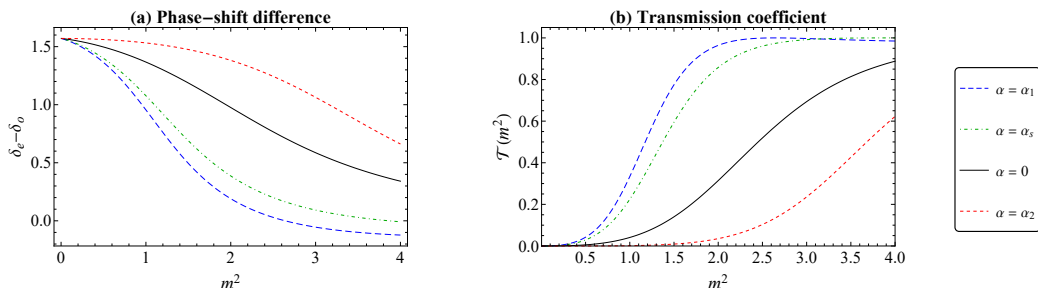 (a) Phase-shift difference
1.5
1.0
0.5
0.0
δe-δo
0 1 2 3 4
m²
(b) Transmission coefficient
1.0
0.8
0.6
0.4
0.2
0.0
𝒯(m²)
0.5 1.0 1.5 2.0 2.5 3.0 3.5 4.0
m²
α = α₁
α = αₛ
α = 0
α = α₂